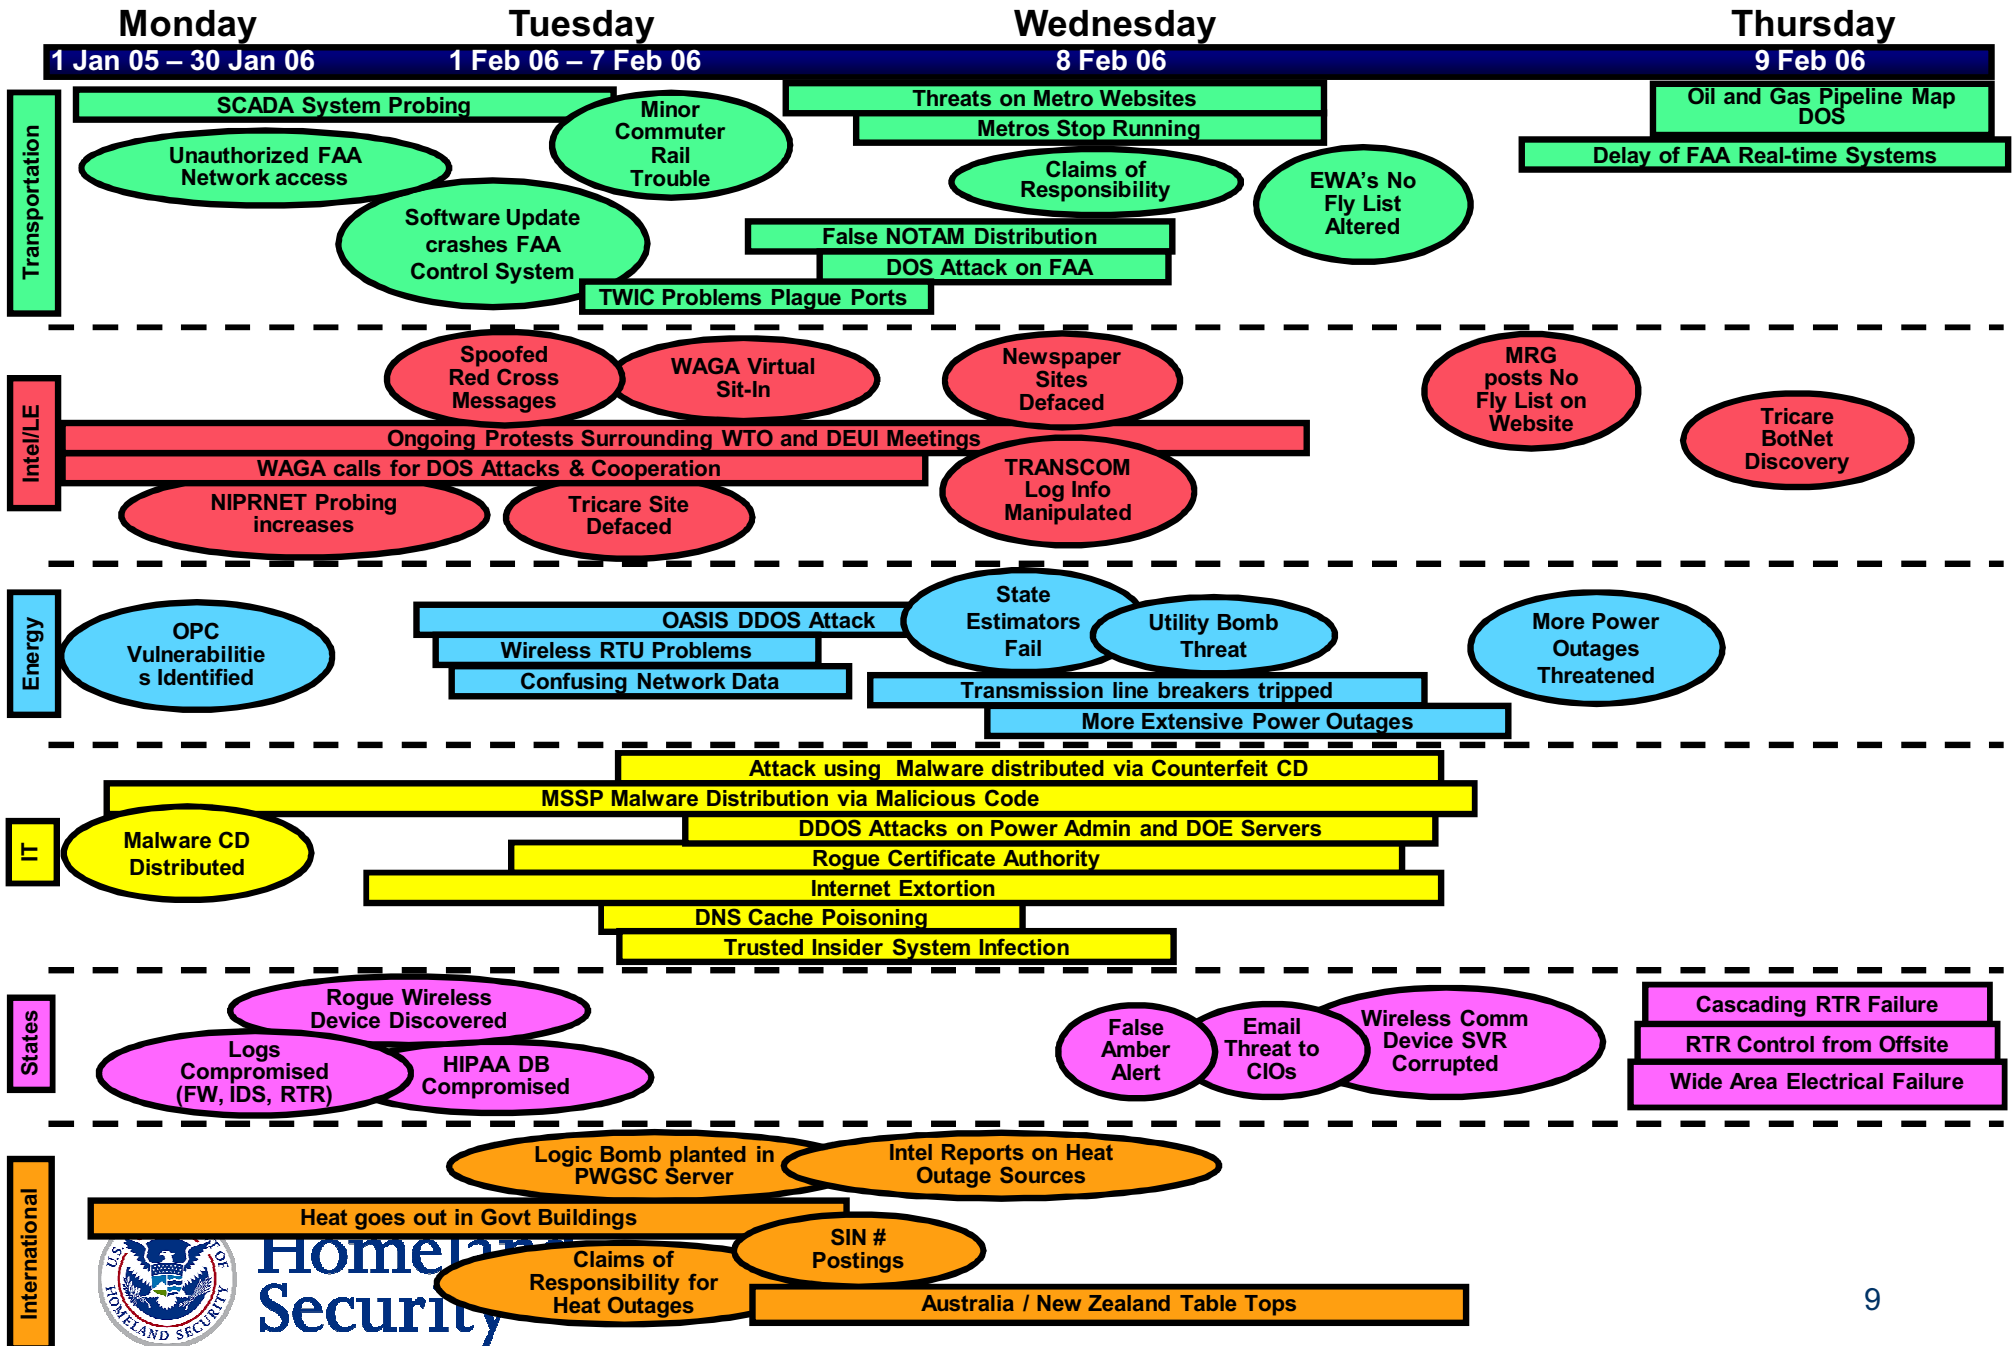 Monday
Tuesday
Wednesday
Thursday
1 Jan 05 – 30 Jan 06
1 Feb 06 – 7 Feb 06
8 Feb 06
9 Feb 06
Transportation
SCADA System Probing
Minor
Commuter
Rail
Trouble
Threats on Metro Websites
Metros Stop Running
Oil and Gas Pipeline Map
DOS
Delay of FAA Real-time Systems
Unauthorized FAA
Network access
Claims of
Responsibility
EWA's No
Fly List
Altered
Software Update
crashes FAA
Control System
False NOTAM Distribution
DOS Attack on FAA
TWIC Problems Plague Ports
Intel/LE
Spoofed
Red Cross
Messages
WAGA Virtual
Sit-In
Newspaper
Sites
Defaced
MRG
posts No
Fly List on
Website
Tricare
BotNet
Discovery
Ongoing Protests Surrounding WTO and DEUI Meetings
WAGA calls for DOS Attacks & Cooperation
TRANSCOM
Log Info
Manipulated
NIPRNET Probing
increases
Tricare Site
Defaced
Energy
OPC
Vulnerabilitie
s Identified
OASIS DDOS Attack
Wireless RTU Problems
Confusing Network Data
State
Estimators
Fail
Utility Bomb
Threat
More Power
Outages
Threatened
Transmission line breakers tripped
More Extensive Power Outages
IT
Attack using Malware distributed via Counterfeit CD
MSSP Malware Distribution via Malicious Code
Malware CD
Distributed
DDOS Attacks on Power Admin and DOE Servers
Rogue Certificate Authority
Internet Extortion
DNS Cache Poisoning
Trusted Insider System Infection
States
Rogue Wireless
Device Discovered
Logs
Compromised
(FW, IDS, RTR)
HIPAA DB
Compromised
False
Amber
Alert
Email
Threat to
CIOs
Wireless Comm
Device SVR
Corrupted
Cascading RTR Failure
RTR Control from Offsite
Wide Area Electrical Failure
International
Logic Bomb planted in
PWGSC Server
Intel Reports on Heat
Outage Sources
Heat goes out in Govt Buildings
SIN #
Postings
Claims of
Responsibility for
Heat Outages
Australia / New Zealand Table Tops
Homeland
Security
HOMELAND SECURITY
9